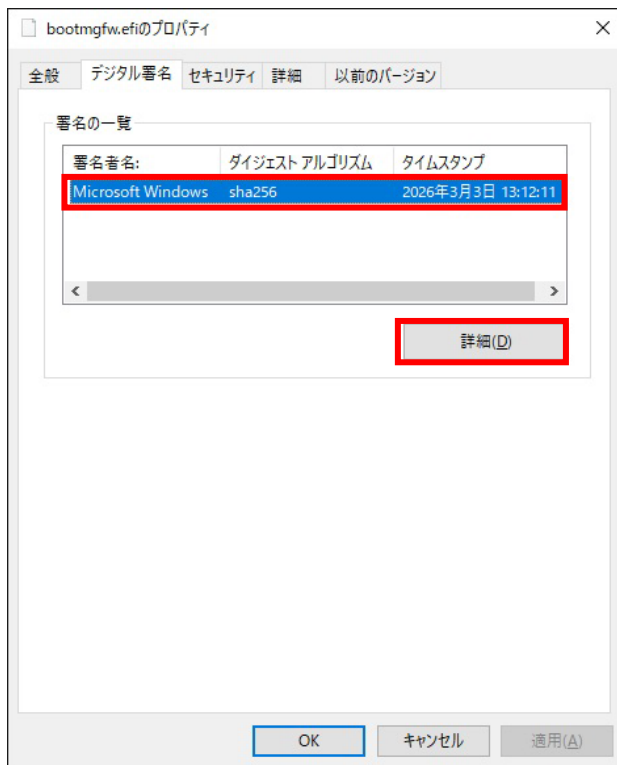 bootmgfw.efiのプロパティ
全般 デジタル署名 セキュリティ 詳細 以前のバージョン
署名の一覧
署名者名: ダイジェスト アルゴリズム タイムスタンプ
Microsoft Windows sha256 2026年3月3日 13:12:11
詳細(D)
OK キャンセル 適用(A)